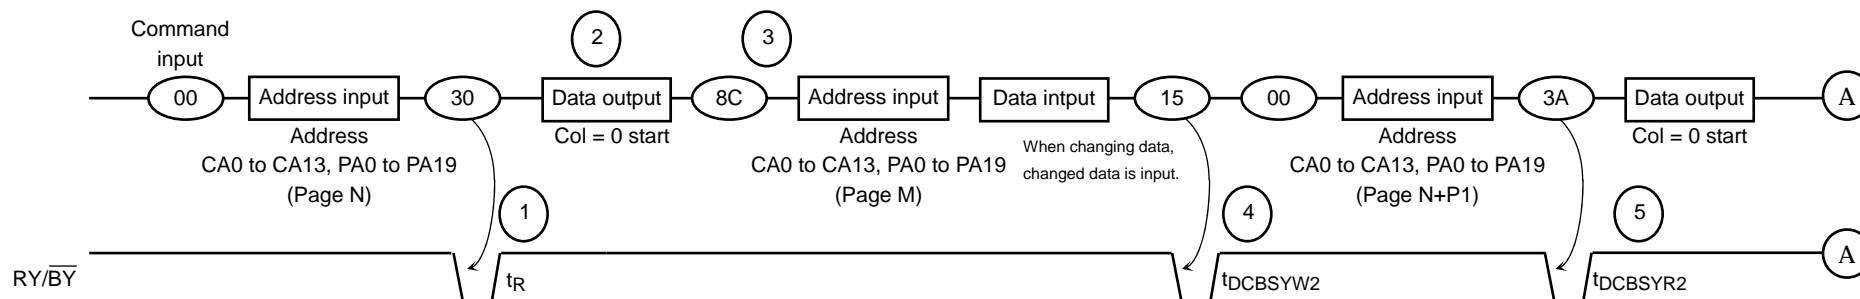 Command
input
2
3
00
Address input
30
Data output
8C
Address input
Data intput
15
00
Address input
3A
Data output
A
Address
CA0 to CA13, PA0 to PA19
(Page N)
Col = 0 start
Address
CA0 to CA13, PA0 to PA19
(Page M)
When changing data,
changed data is input.
Address
CA0 to CA13, PA0 to PA19
(Page N+P1)
Col = 0 start
1
4
5
RY/BY
tR
tDCBSYW2
tDCBSYR2
A